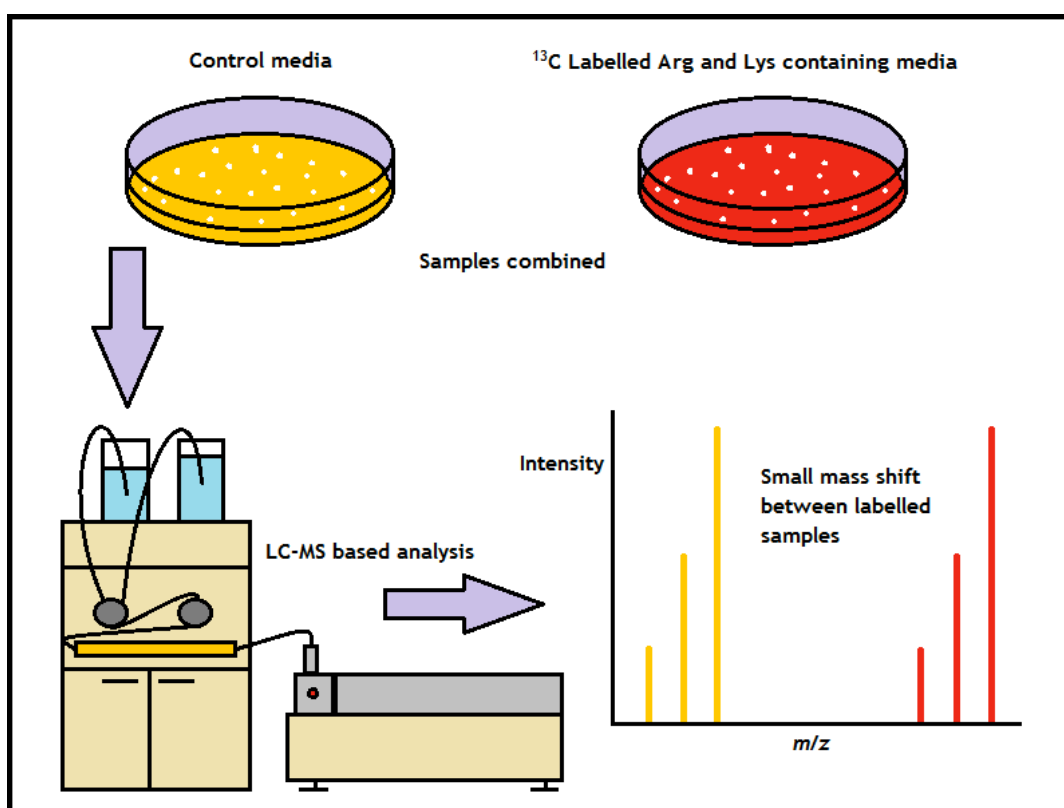 Control media
¹³C Labelled Arg and Lys containing media
Samples combined
LC-MS based analysis
Intensity
Small mass shift
between labelled
samples
m/z